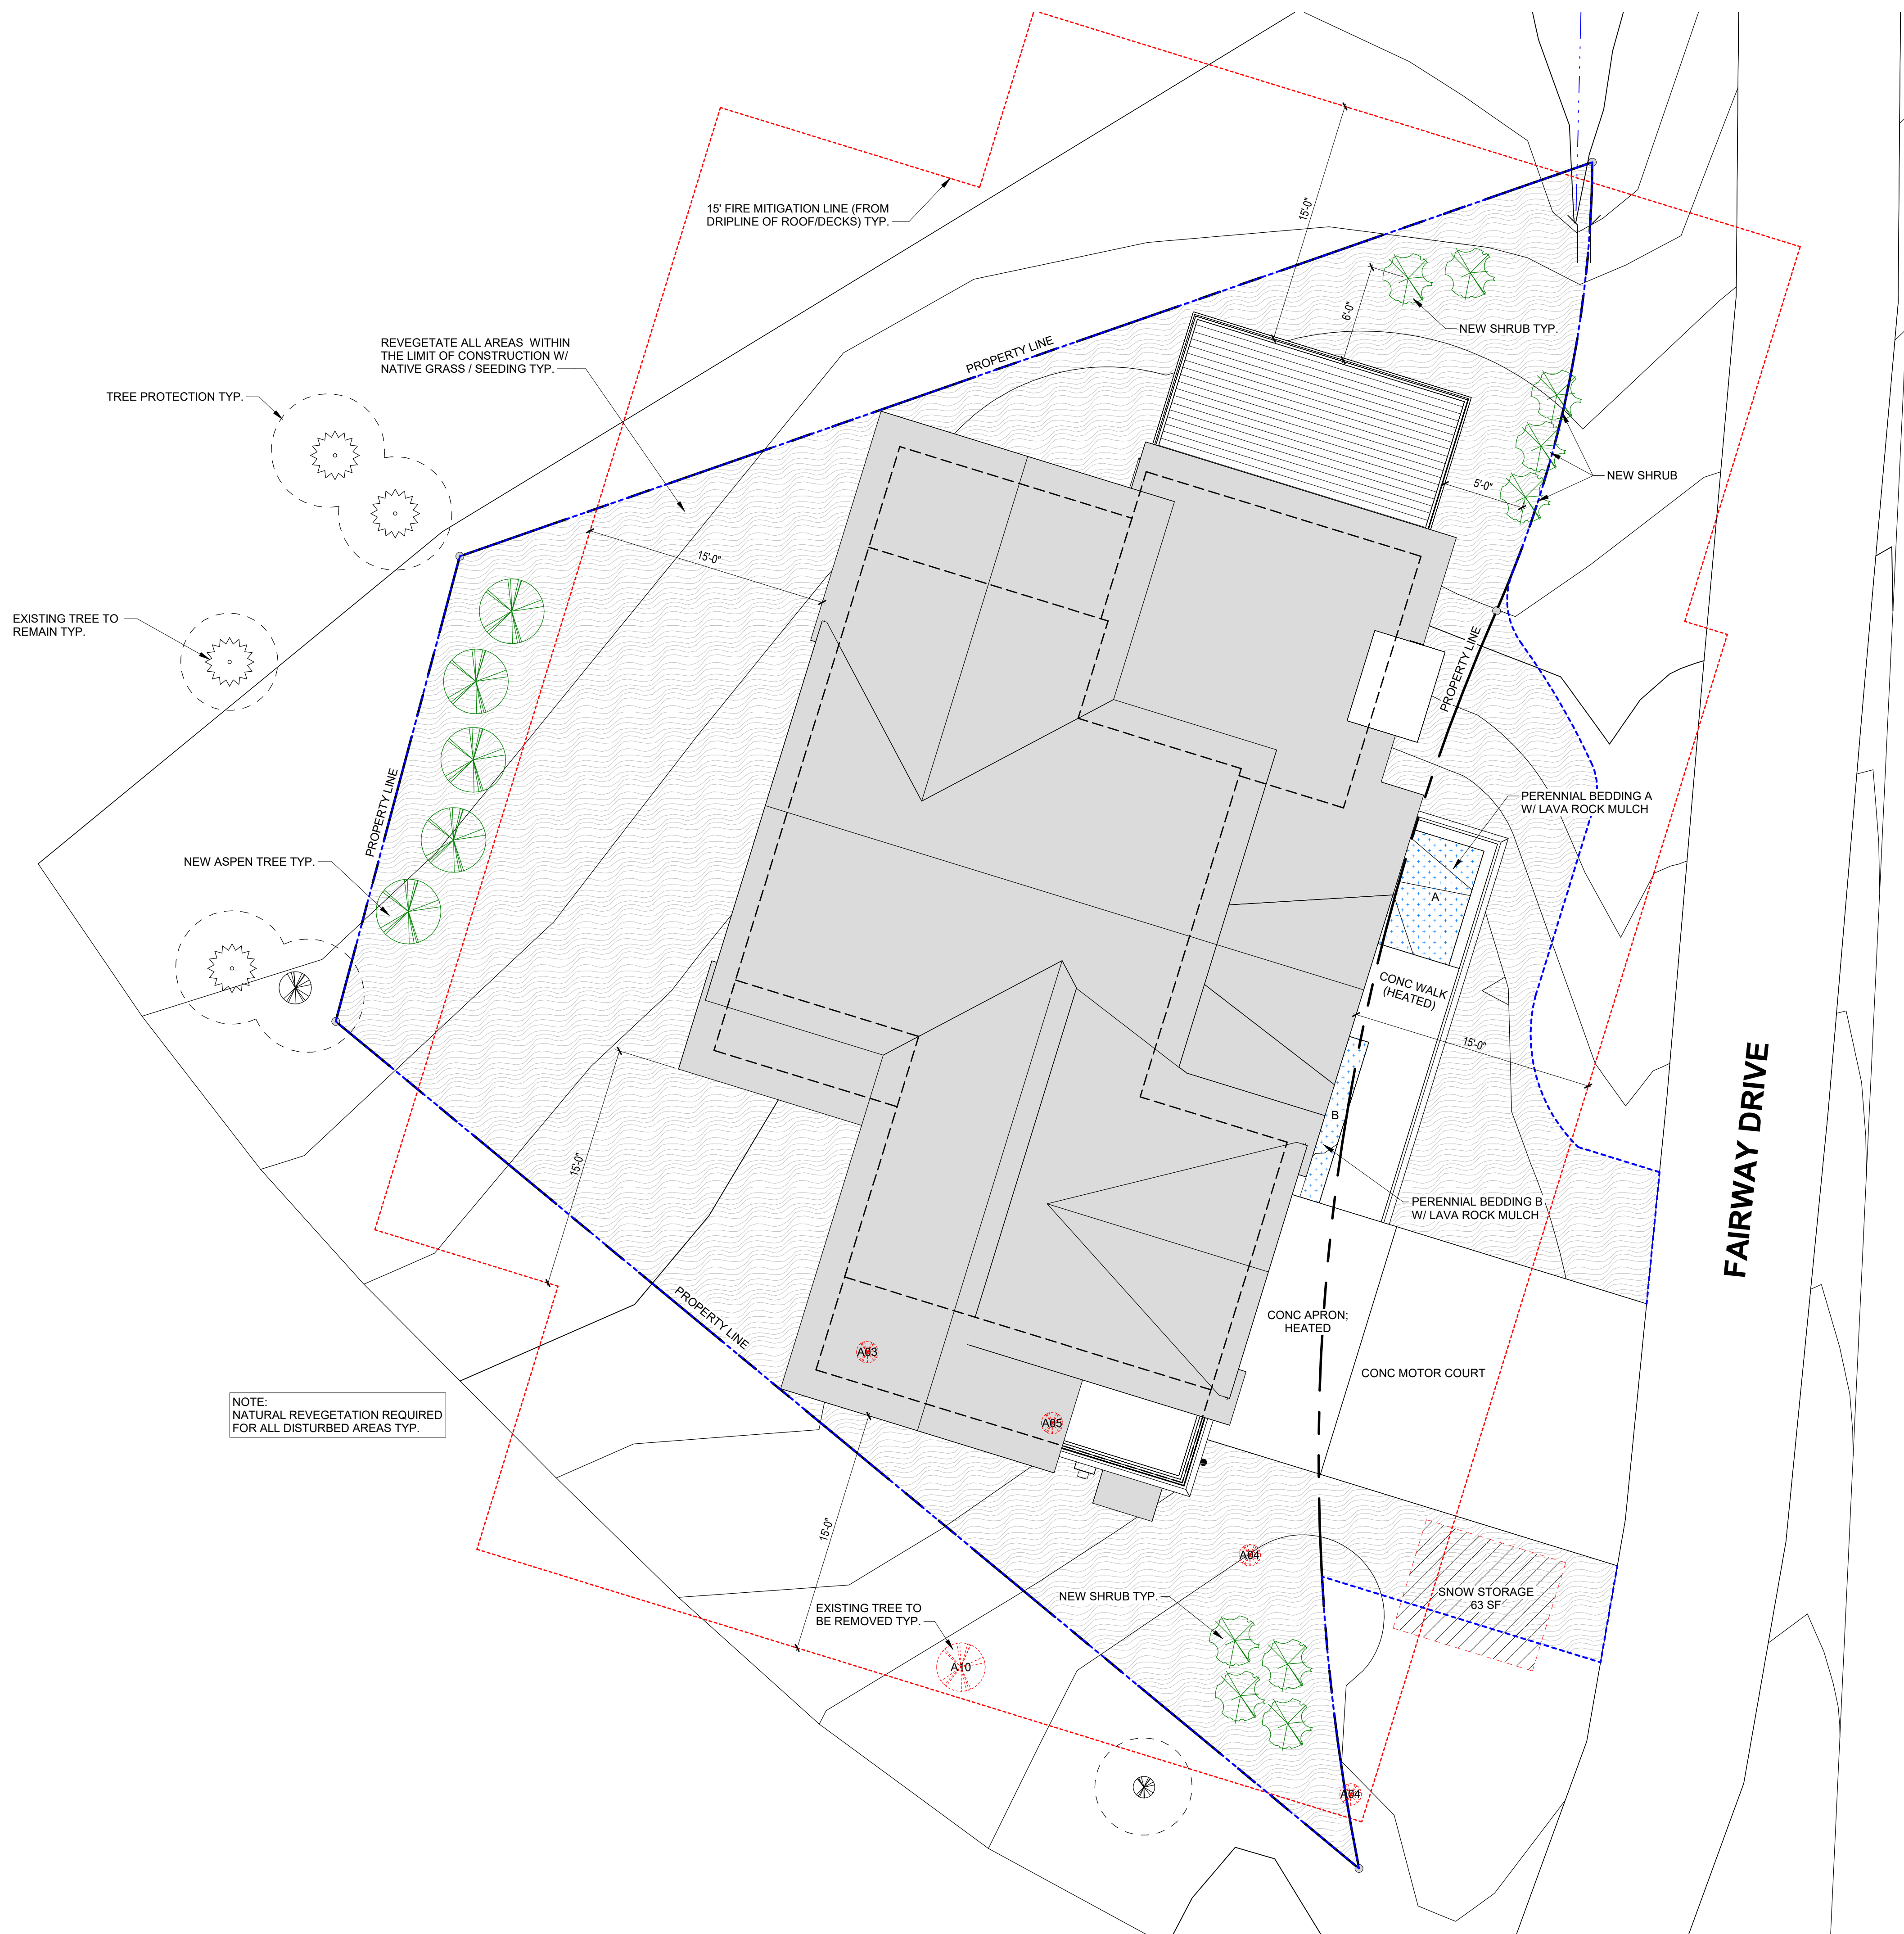 15' FIRE MITIGATION LINE (FROM
DRIPLINE OF ROOF/DECKS) TYP.
15'-0"
6'-0"
NEW SHRUB TYP.
REVEGETATE ALL AREAS WITHIN
THE LIMIT OF CONSTRUCTION W/
NATIVE GRASS / SEEDING TYP.
PROPERTY LINE
TREE PROTECTION TYP.
NEW SHRUB
5'-0"
15'-0"
EXISTING TREE TO
REMAIN TYP.
PROPERTY LINE
PERENNIAL BEDDING A
W/ LAVA ROCK MULCH
PROPERTY LINE
NEW ASPEN TREE TYP.
A
CONC WALK
(HEATED)
15'-0"
B
15'-0"
FAIRWAY DRIVE
PERENNIAL BEDDING B
W/ LAVA ROCK MULCH
PROPERTY LINE
CONC APRON;
HEATED
A03
CONC MOTOR COURT
NOTE:
NATURAL REVEGETATION REQUIRED
FOR ALL DISTURBED AREAS TYP.
A05
15'-0"
A04
NEW SHRUB TYP.
SNOW STORAGE
63 SF
EXISTING TREE TO
BE REMOVED TYP.
A10
A04